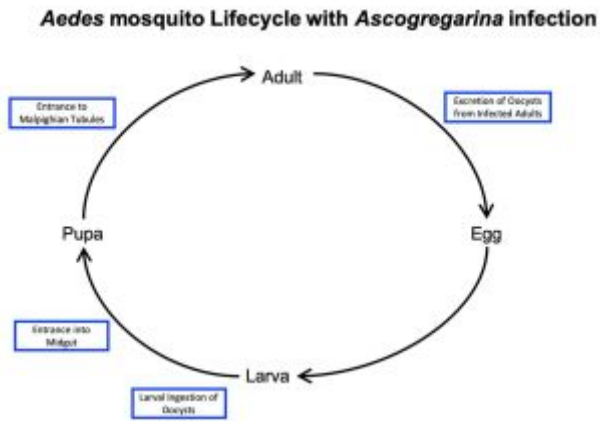 Aedes mosquito Lifecycle with Ascogregarina infection
Adult
Entrance to
Malpighian Tubules
Excretion of Oocysts
from Infected Adults
Pupa
Egg
Entrance into
Midgut
Larva
Larval Ingestion of
Oocysts